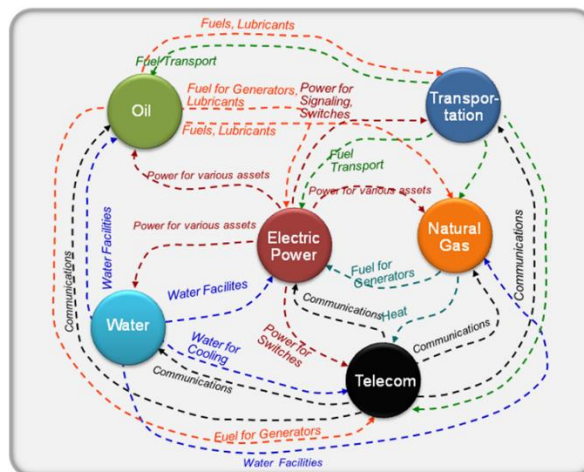 Fuels, Lubricants
Fuel Transport
Oil
Fuel for Generators,
Lubricants
Power for
Signaling,
Switches
Transpor-
tation
Fuels, Lubricants
Fuel
Transport
Power for various assets
Power for various assets
Power for various assets
Electric
Power
Natural
Gas
Water Facilities
Communications
Communications
Water Facilites
Fuel for
Generators
Water
Communications
Heat
Communications
Water for
Cooling
Power for
Switches
Communications
Telecom
Fuel for Generators
Water Facilities